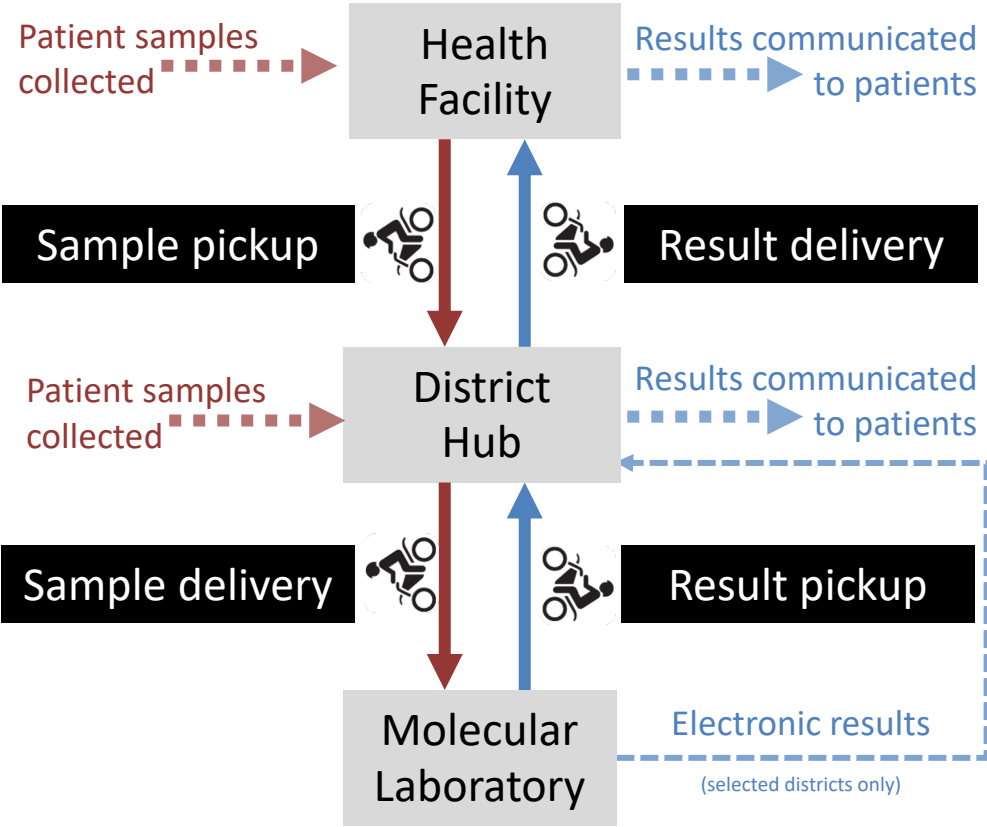 Patient samples
collected
Health
Facility
Results communicated
to patients
Sample pickup
Result delivery
Patient samples
collected
District
Hub
Results communicated
to patients
Sample delivery
Result pickup
Molecular
Laboratory
Electronic results
(selected districts only)